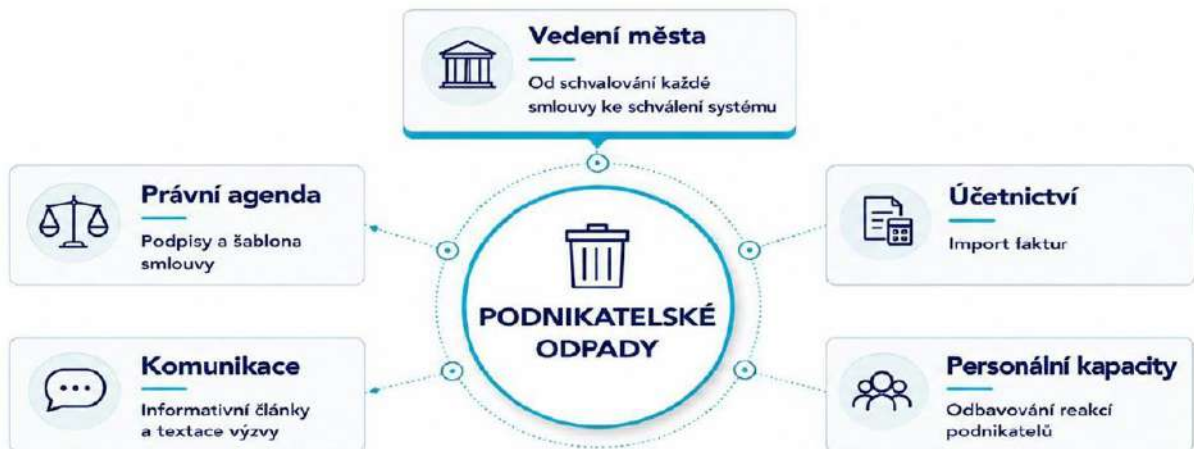 Vedení města
Od schvalování každé
smlouvy ke schválení systému
Právní agenda
Podpisy a šablona
smlouvy
Účetnictví
Import faktur
PODNIKATELSKÉ
ODPADY
Komunikace
Informativní články
a textace výzvy
Personální kapacity
Odbavování reakcí
podnikatelů